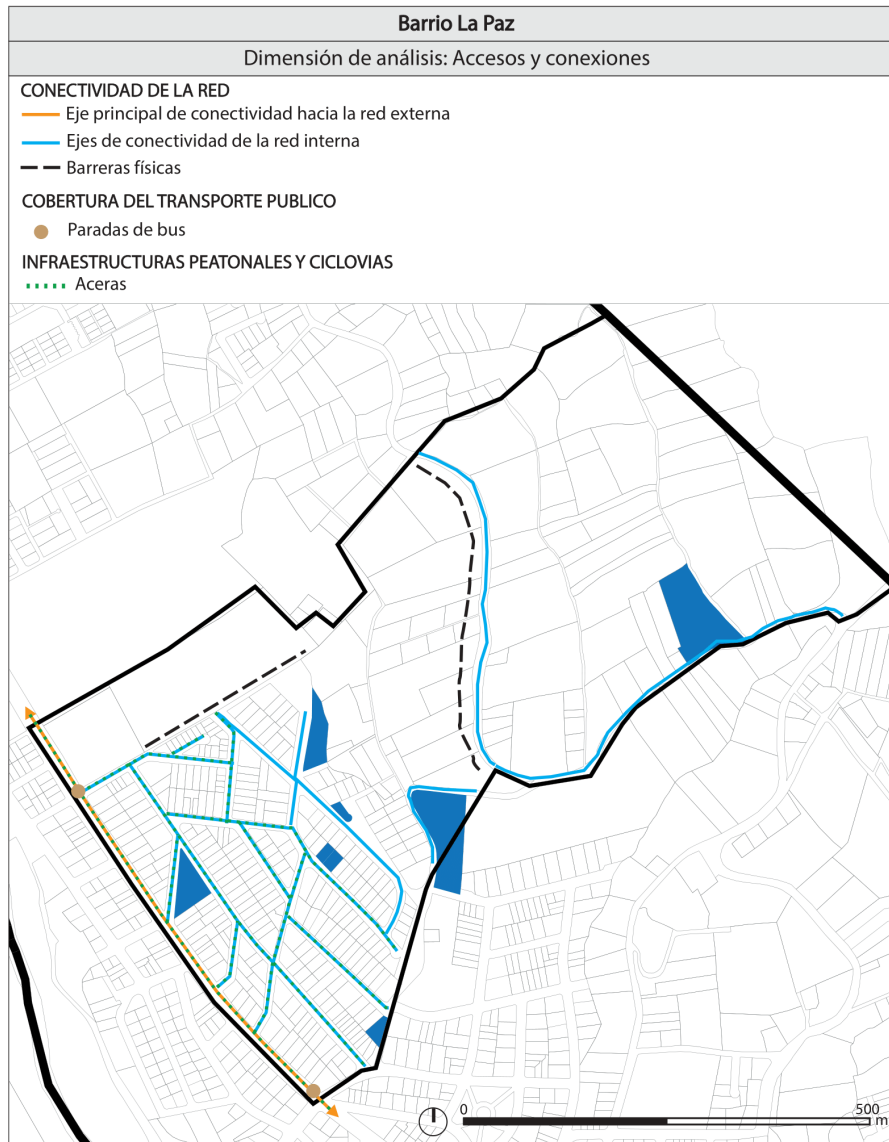 Barrio La Paz
Dimensión de análisis: Accesos y conexiones
CONECTIVIDAD DE LA RED
Eje principal de conectividad hacia la red externa
Ejes de conectividad de la red interna
Barreras físicas
COBERTURA DEL TRANSPORTE PUBLICO
Paradas de bus
INFRAESTRUCTURAS PEATONALES Y CICLOVIAS
Aceras
0 500
m